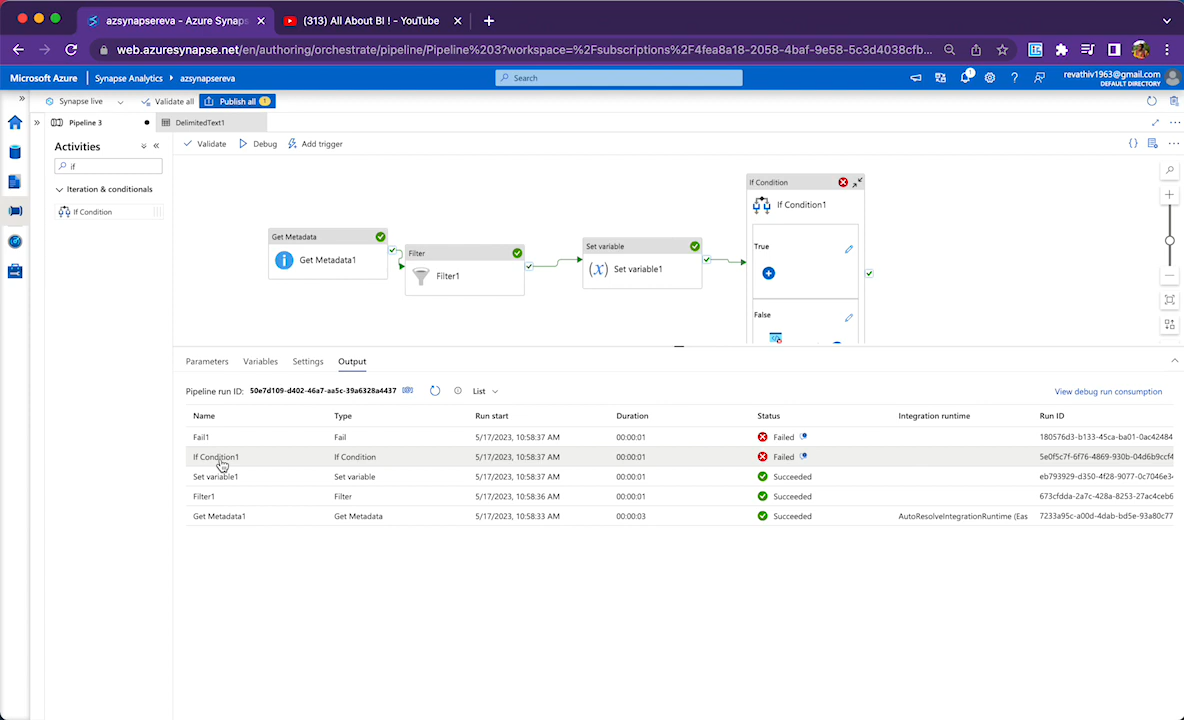 azsynapsereva - Azure Synaps
(313) All About BI ! - YouTube
web.azuresynapse.net/en/authoring/orchestrate/pipeline/Pipeline%203?workspace=%2Fsubscriptions%2F4fea8a18-2058-4baf-9e58-5c3d4038cfb...
Microsoft Azure
Synapse Analytics
azsynapsereva
Search
1
revathiv1963@gmail.com
DEFAULT DIRECTORY
Synapse live
Validate all
Publish all
1
Pipeline 3
DelimitedText1
Activities
if
Iteration & conditionals
If Condition
Validate
Debug
Add trigger
Get Metadata
Get Metadata1
Filter
Filter1
Set variable
Set variable1
If Condition
If Condition1
True
False
Parameters
Variables
Settings
Output
Pipeline run ID: 50e7d109-d402-46a7-aa5c-39a6328a4437
List
View debug run consumption
Name Type Run start Duration Status Integration runtime Run ID
Fail1 Fail 5/17/2023, 10:58:37 AM 00:00:01 Failed 180576d3-b133-45ca-ba01-0ac42484
If Condition1 If Condition 5/17/2023, 10:58:37 AM 00:00:01 Failed 5e0f5c7f-6f76-4869-930b-04d6b9ccf4
Set variable1 Set variable 5/17/2023, 10:58:37 AM 00:00:01 Succeeded eb793929-d350-4f28-9077-0c7046e34
Filter1 Filter 5/17/2023, 10:58:36 AM 00:00:01 Succeeded 673cfdda-2a7c-428a-8253-27ac4ceb6
Get Metadata1 Get Metadata 5/17/2023, 10:58:33 AM 00:00:03 Succeeded AutoResolveIntegrationRuntime (Eas 7233a95c-a00d-4dab-bd5e-93a80c77